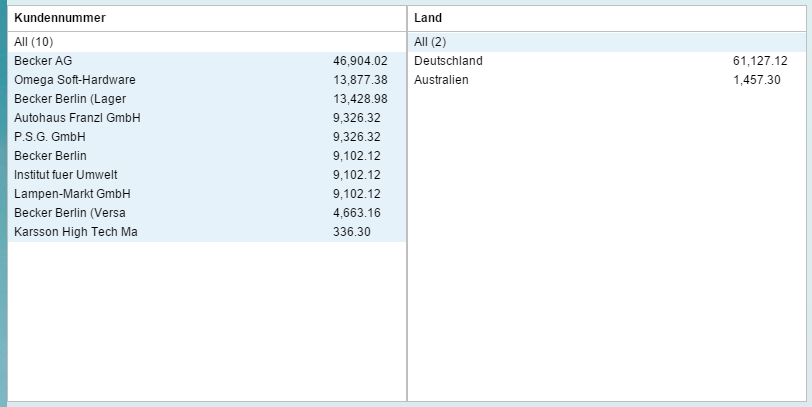 Kundennummer
All (10)
Becker AG 46,904.02
Omega Soft-Hardware 13,877.38
Becker Berlin (Lager 13,428.98
Autohaus Franzl GmbH 9,326.32
P.S.G. GmbH 9,326.32
Becker Berlin 9,102.12
Institut fuer Umwelt 9,102.12
Lampen-Markt GmbH 9,102.12
Becker Berlin (Versa 4,663.16
Karsson High Tech Ma 336.30
Land
All (2)
Deutschland 61,127.12
Australien 1,457.30